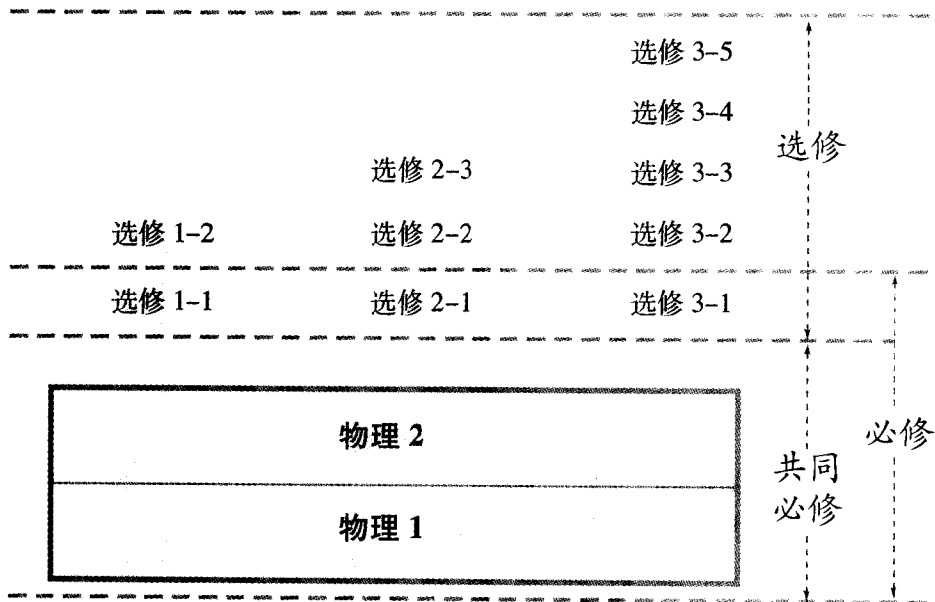 选修 3–5
选修 3–4
选修
选修 2–3
选修 3–3
选修 1–2
选修 2–2
选修 3–2
选修 1–1
选修 2–1
选修 3–1
物理 2
必修
共同
必修
物理 1